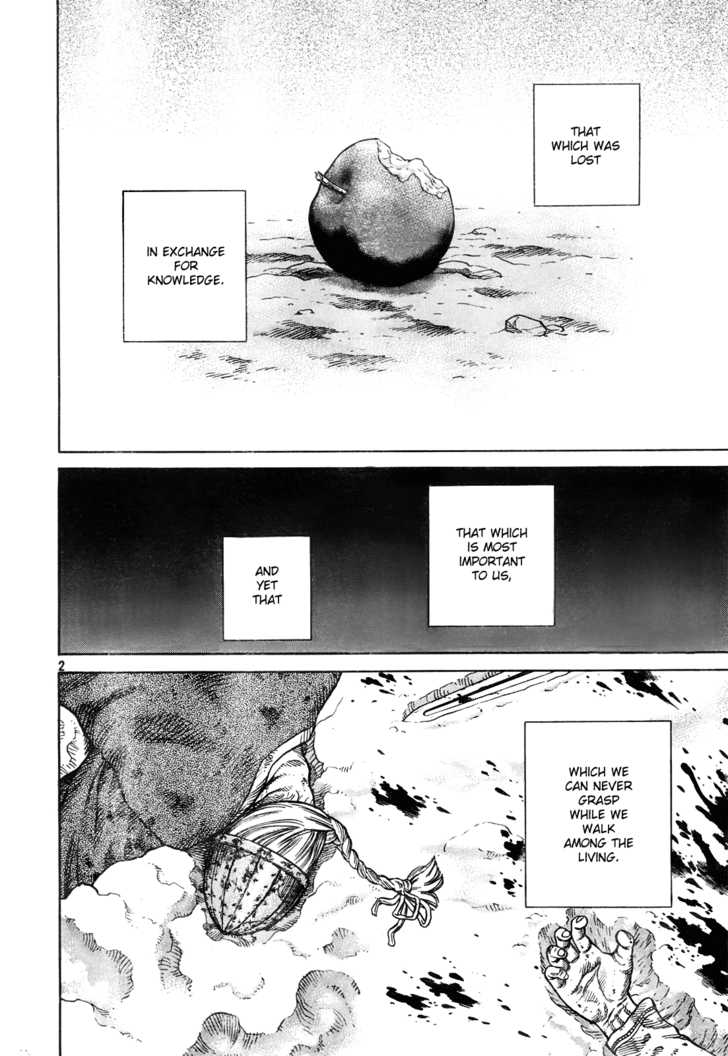 THAT
WHICH WAS
LOST
IN EXCHANGE
FOR
KNOWLEDGE.
THAT WHICH
IS MOST
IMPORTANT
TO US,
AND
YET
THAT
2
WHICH WE
CAN NEVER
GRASP
WHILE WE
WALK
AMONG THE
LIVING.